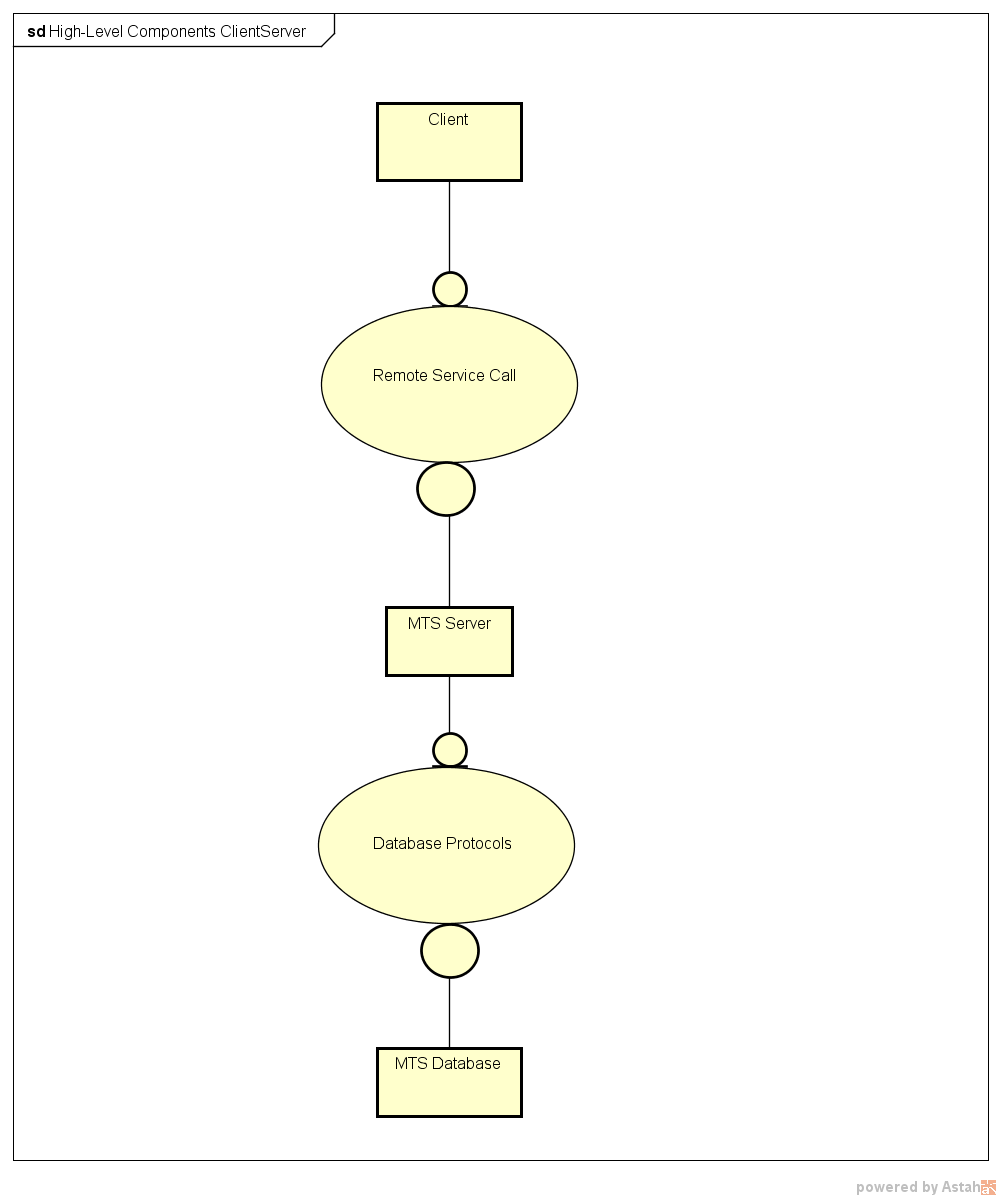 sd High-Level Components ClientServer
Client
Remote Service Call
MTS Server
Database Protocols
MTS Database
powered by Astah